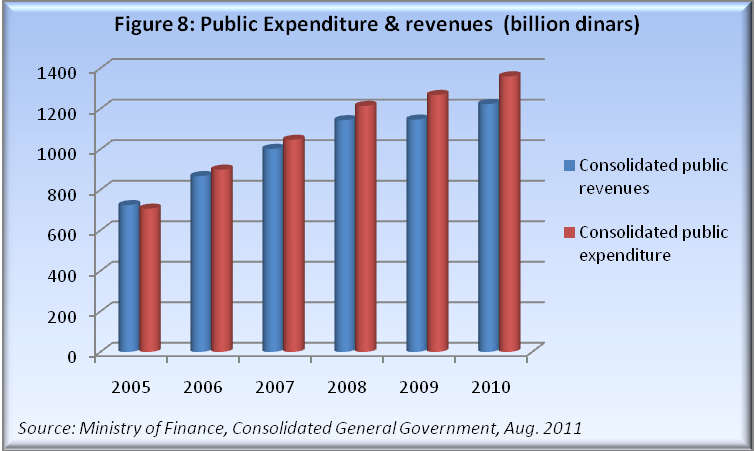 Figure 8: Public Expenditure & revenues (billion dinars)
1400
1200
1000
800
600
400
200
0
2005 2006 2007 2008 2009 2010
Consolidated public
revenues
Consolidated public
expenditure
Source: Ministry of Finance, Consolidated General Government, Aug. 2011